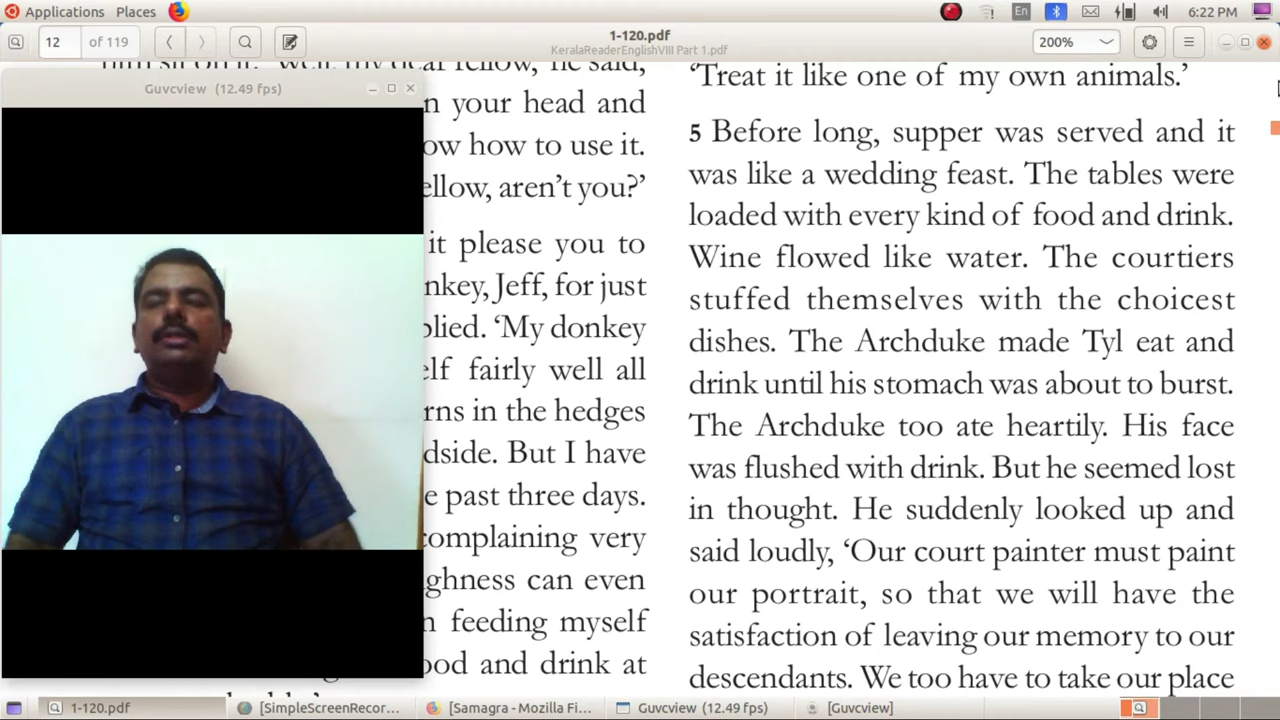 Applications Places
En
6:22 PM
12 of 119
1-120.pdf
KeralaReaderEnglishVIII Part 1.pdf
200%
Guvcview (12.49 fps)
he said,
n your head and
ow how to use it.
ellow, aren't you?'
it please you to
nkey, Jeff, for just
plied. 'My donkey
elf fairly well all
rns in the hedges
dside. But I have
e past three days.
complaining very
ghness can even
n feeding myself
ood and drink at
'Treat it like one of my own animals.'
5 Before long, supper was served and it
was like a wedding feast. The tables were
loaded with every kind of food and drink.
Wine flowed like water. The courtiers
stuffed themselves with the choicest
dishes. The Archduke made Tyl eat and
drink until his stomach was about to burst.
The Archduke too ate heartily. His face
was flushed with drink. But he seemed lost
in thought. He suddenly looked up and
said loudly, 'Our court painter must paint
our portrait, so that we will have the
satisfaction of leaving our memory to our
descendants. We too have to take our place
1-120.pdf
[SimpleScreenRecor...
[Samagra - Mozilla Fi...
Guvcview (12.49 fps)
[Guvcview]